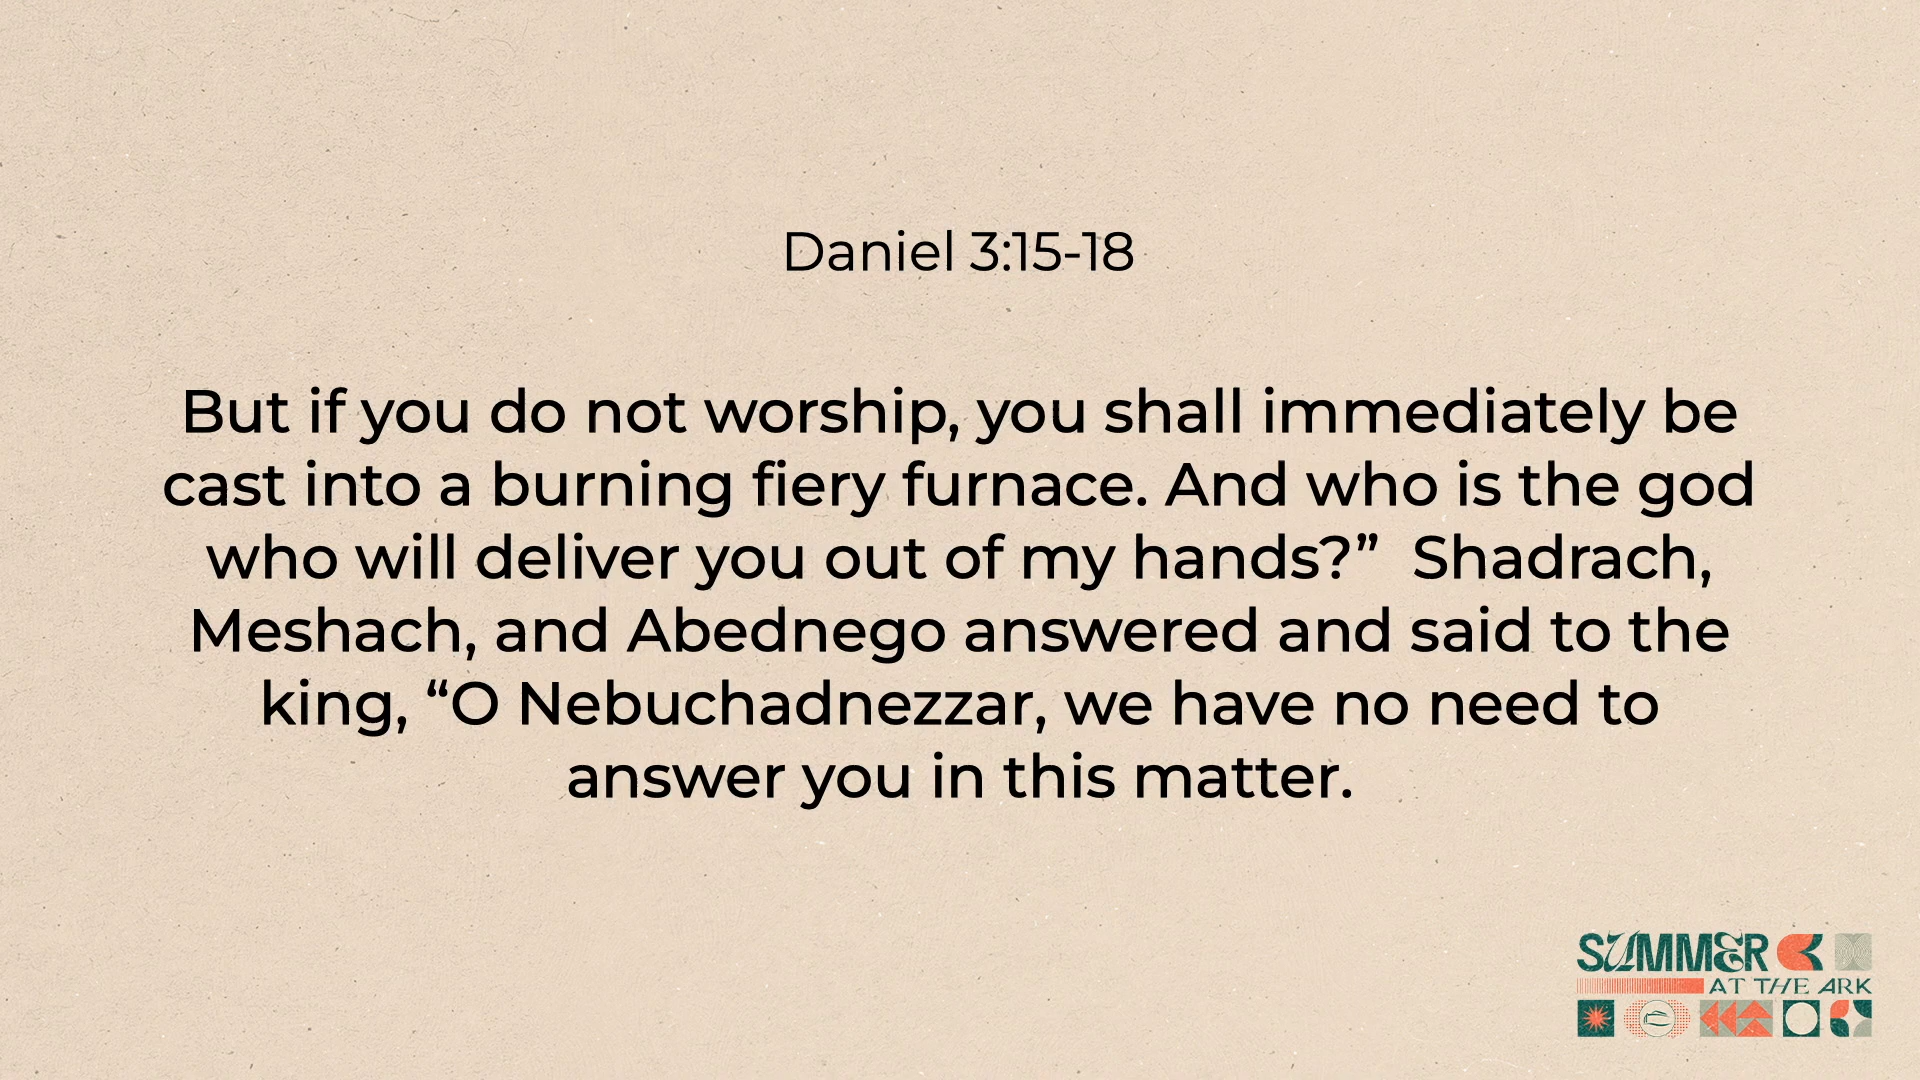 Daniel 3:15-18
But if you do not worship, you shall immediately be
cast into a burning fiery furnace. And who is the god
who will deliver you out of my hands?”  Shadrach,
Meshach, and Abednego answered and said to the
king, “O Nebuchadnezzar, we have no need to
answer you in this matter.
SUMMER
AT THE ARK